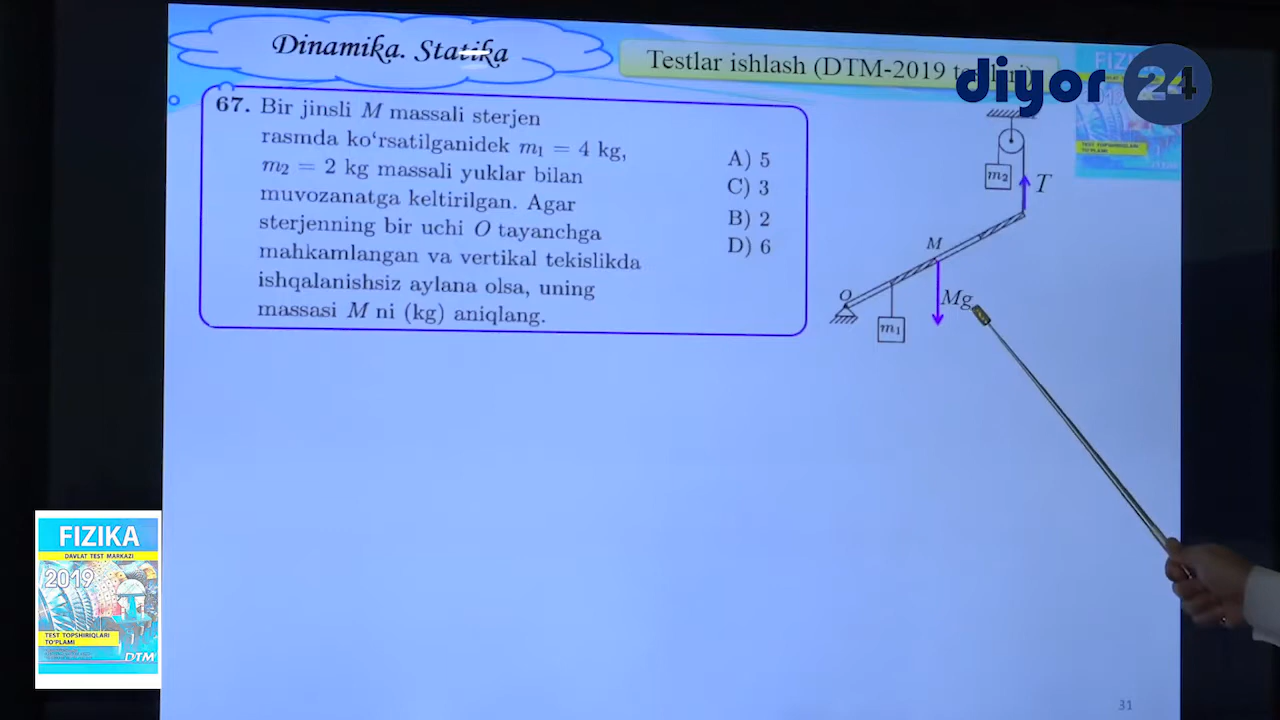 Dinamika. Statika
Testlar ishlash (DTM-2019
diyor 24
67. Bir jinsli M massali sterjen
rasmda ko‘rsatilganidek m₁ = 4 kg,
m₂ = 2 kg massali yuklar bilan
muvozanatga keltirilgan. Agar
sterjenning bir uchi O tayanchga
mahkamlangan va vertikal tekislikda
ishqalanishsiz aylana olsa, uning
massasi M ni (kg) aniqlang.
A) 5
C) 3
B) 2
D) 6
m₂
T
M
O
Mg
m₁
FIZIKA
DAVLAT TEST MARKAZI
2019
TEST TOPSHIRIQLARI
TO'PLAMI
DTM
31